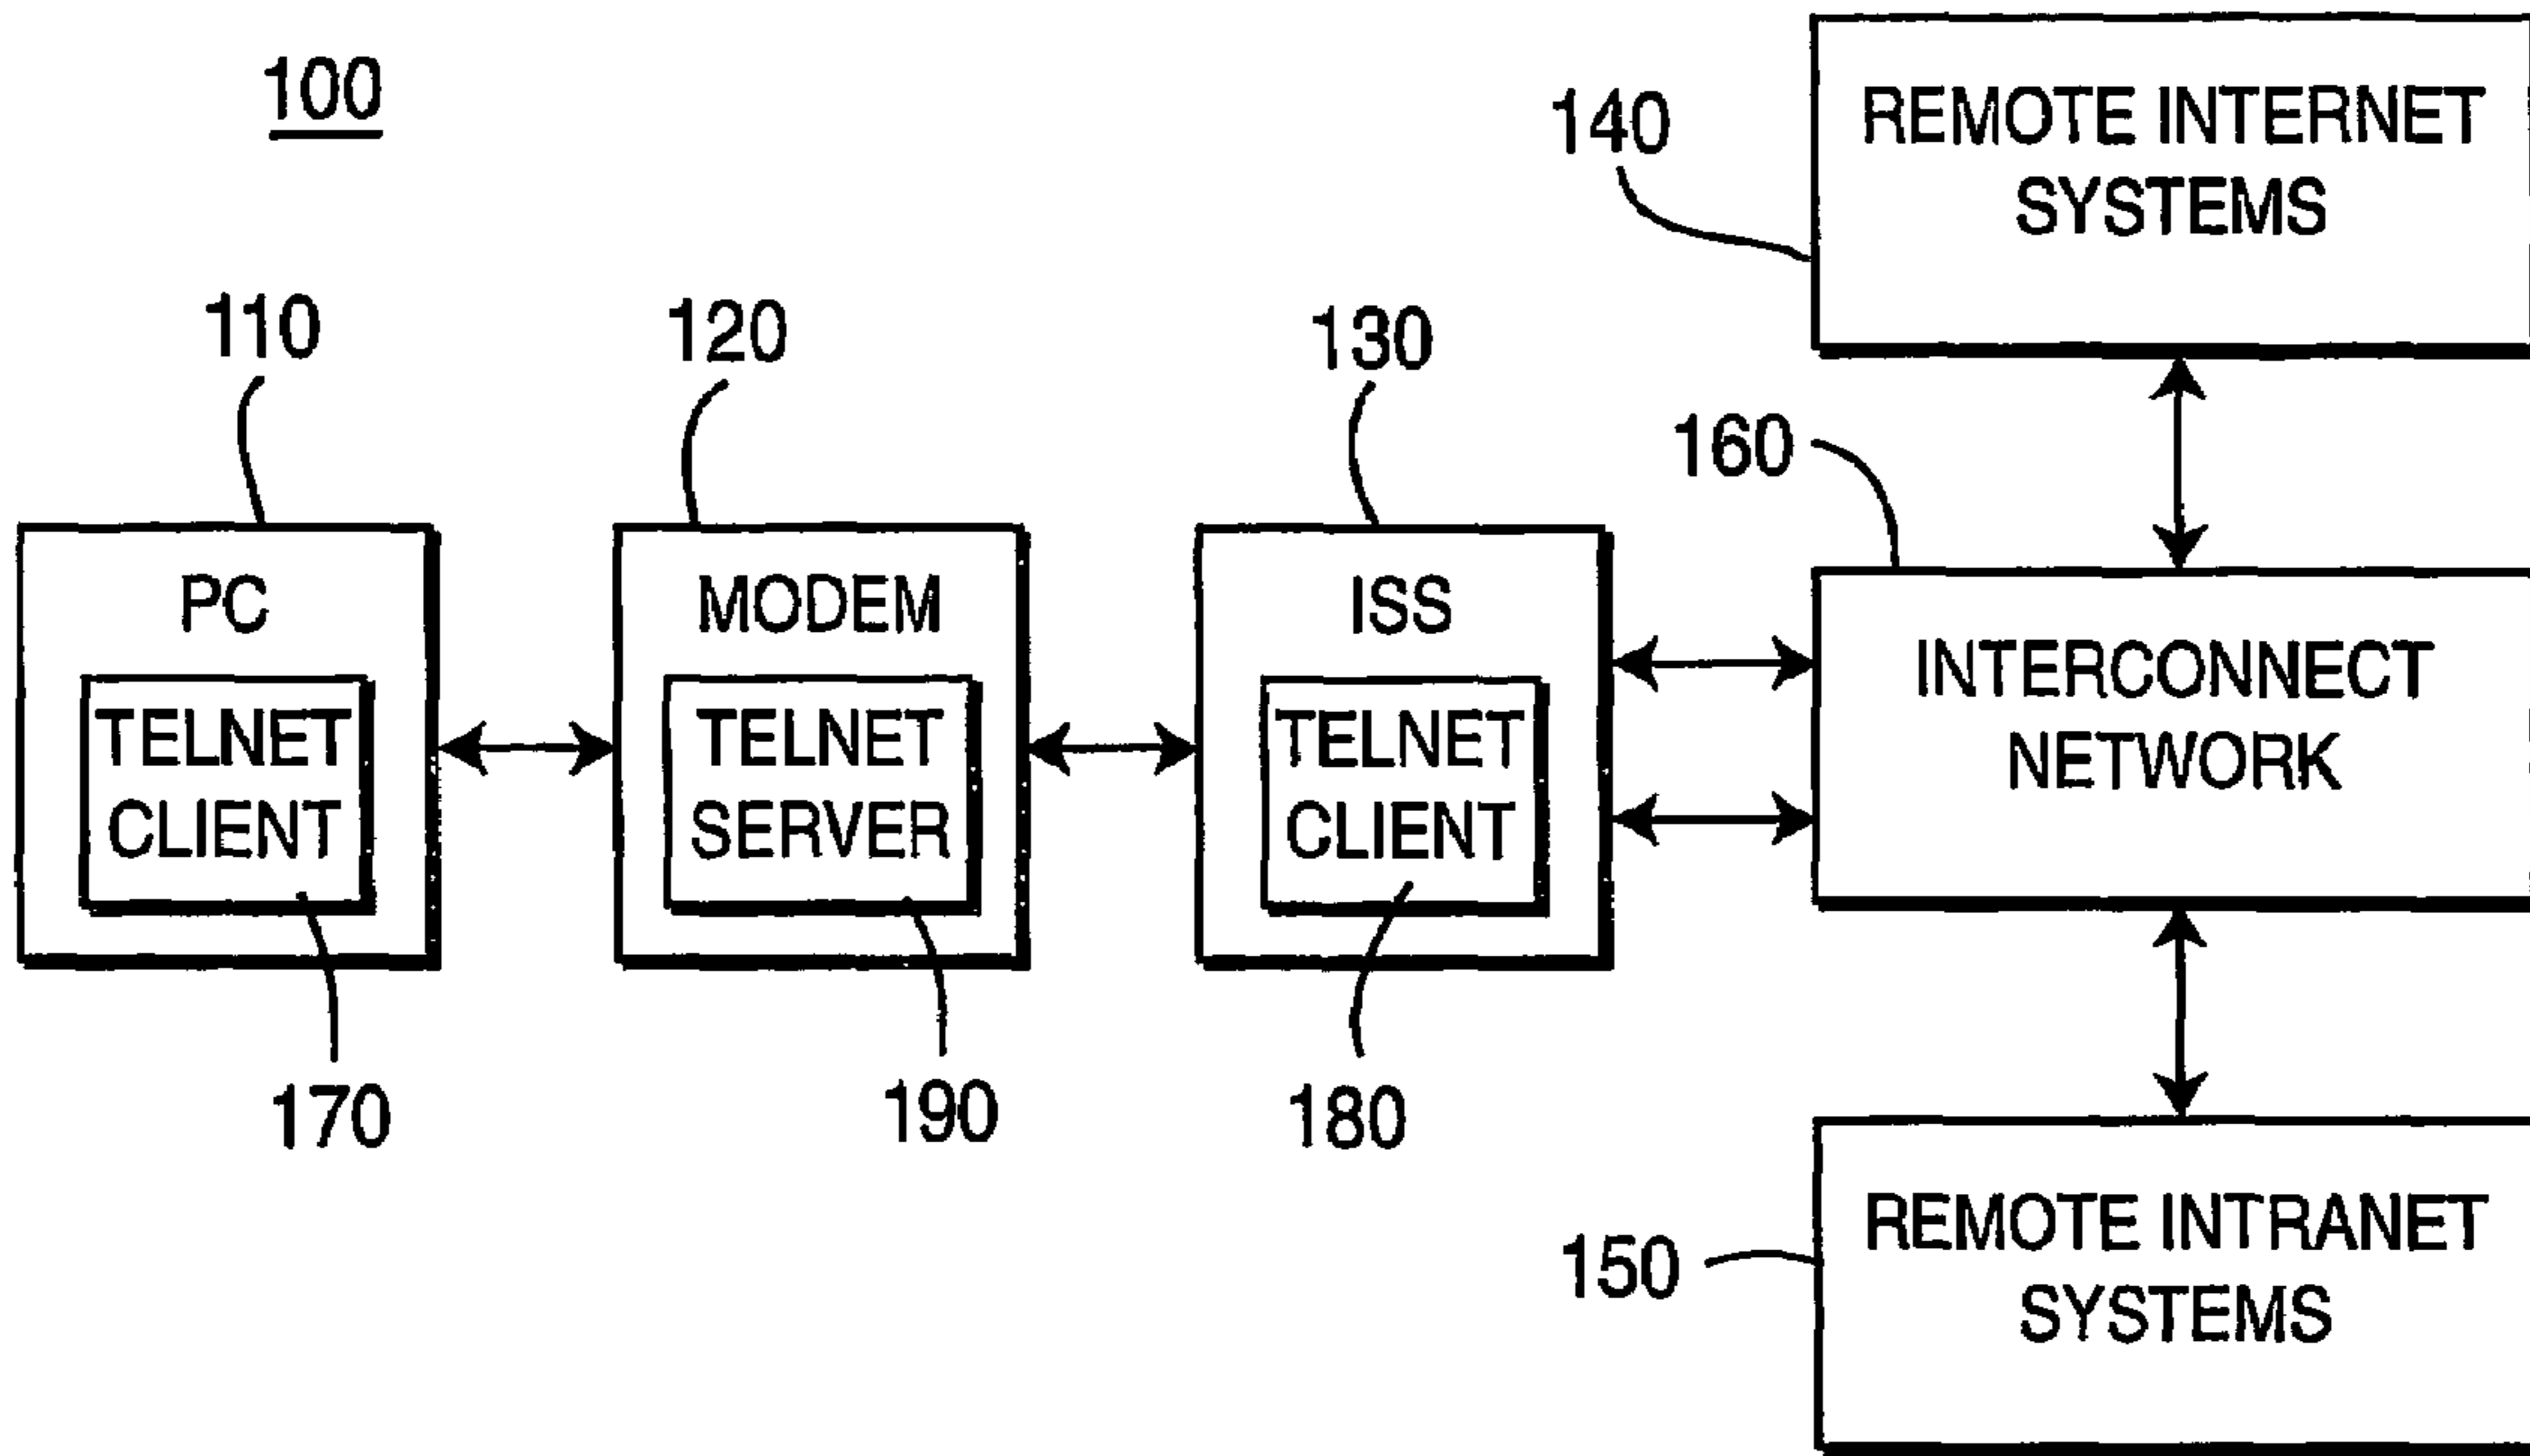 100
140
REMOTE INTERNET
SYSTEMS
110
120
130
160
PC
MODEM
ISS
TELNET
CLIENT
TELNET
SERVER
TELNET
CLIENT
INTERCONNECT
NETWORK
170
190
180
150
REMOTE INTRANET
SYSTEMS